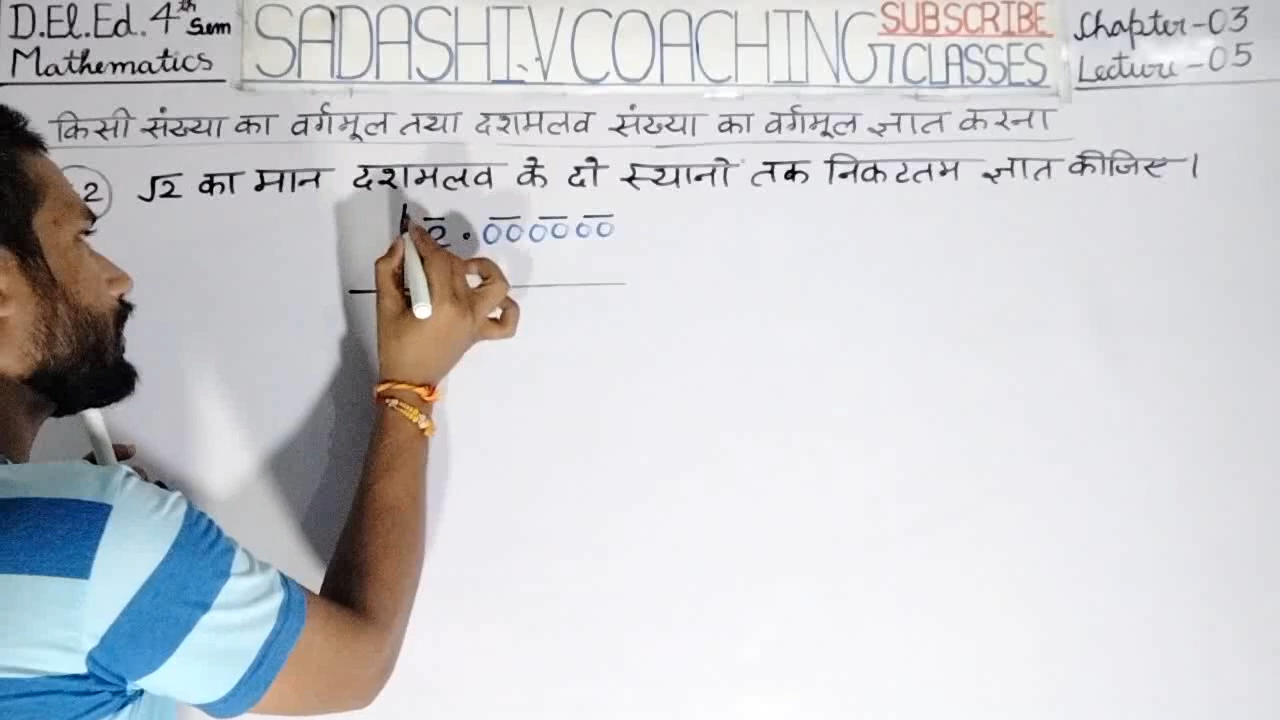 D.El.Ed. 4th Sem
Mathematics
SADASHIV COACHING CLASSES
SUBSCRIBE
Chapter-03
Lecture-05
किसी संख्या का वर्गमूल तथा दशमलव संख्या का वर्गमूल ज्ञात करना
2 √2 का मान दशमलव के दो स्थानों तक निकटतम ज्ञात कीजिए।
2.000000